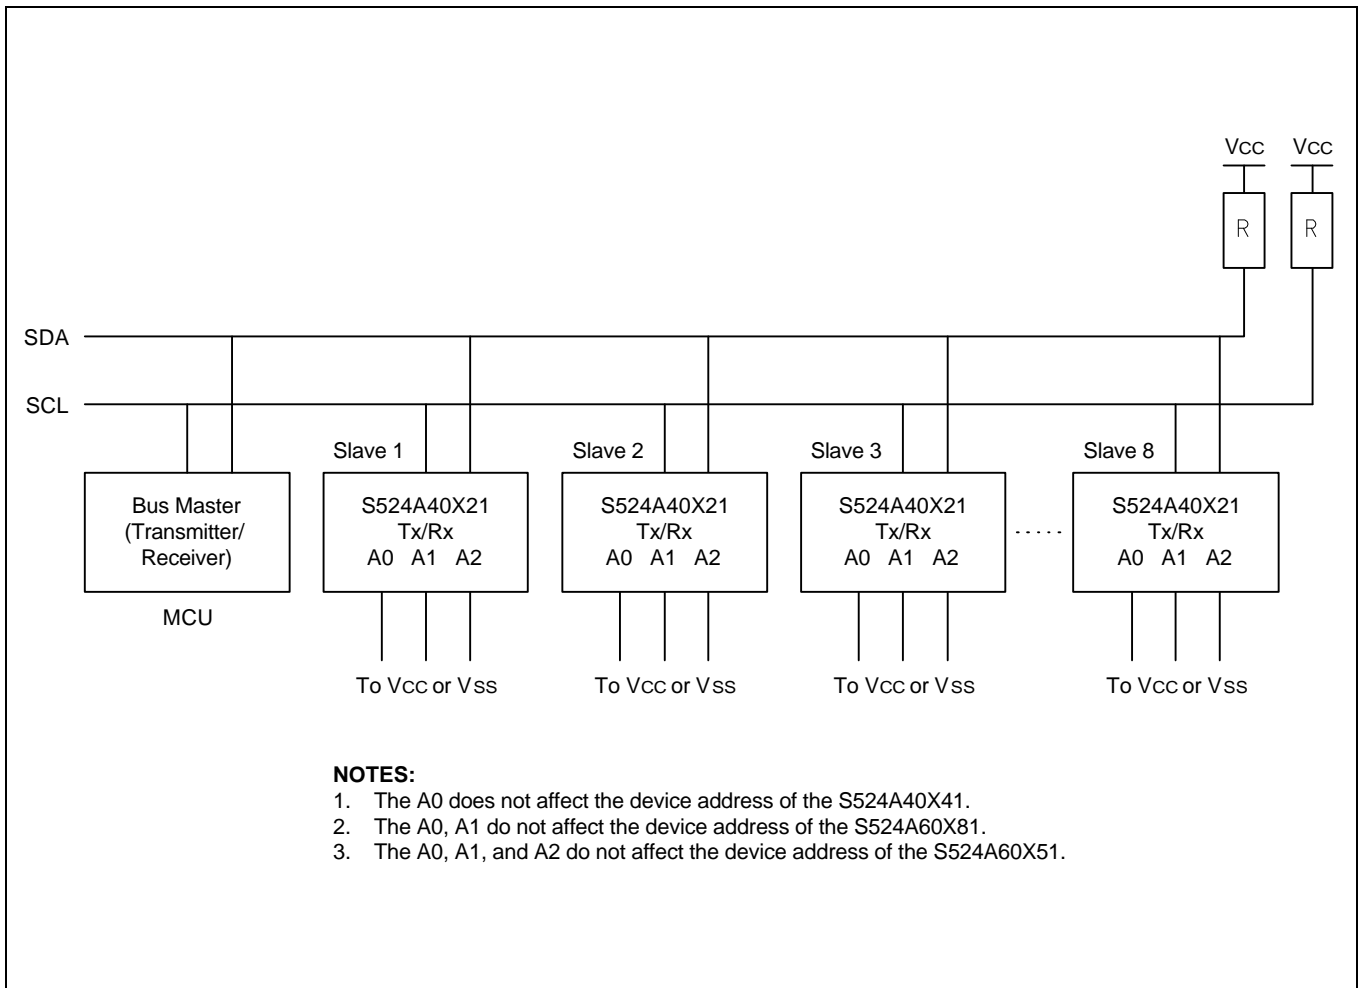 Vcc Vcc
R R
SDA
SCL
Slave 1 Slave 2 Slave 3 Slave 8
Bus Master
(Transmitter/
Receiver)
MCU
S524A40X21
Tx/Rx
A0 A1 A2
To Vcc or Vss
S524A40X21
Tx/Rx
A0 A1 A2
To Vcc or Vss
S524A40X21
Tx/Rx
A0 A1 A2
To Vcc or Vss
.....
S524A40X21
Tx/Rx
A0 A1 A2
To Vcc or Vss
NOTES:
1. The A0 does not affect the device address of the S524A40X41.
2. The A0, A1 do not affect the device address of the S524A60X81.
3. The A0, A1, and A2 do not affect the device address of the S524A60X51.